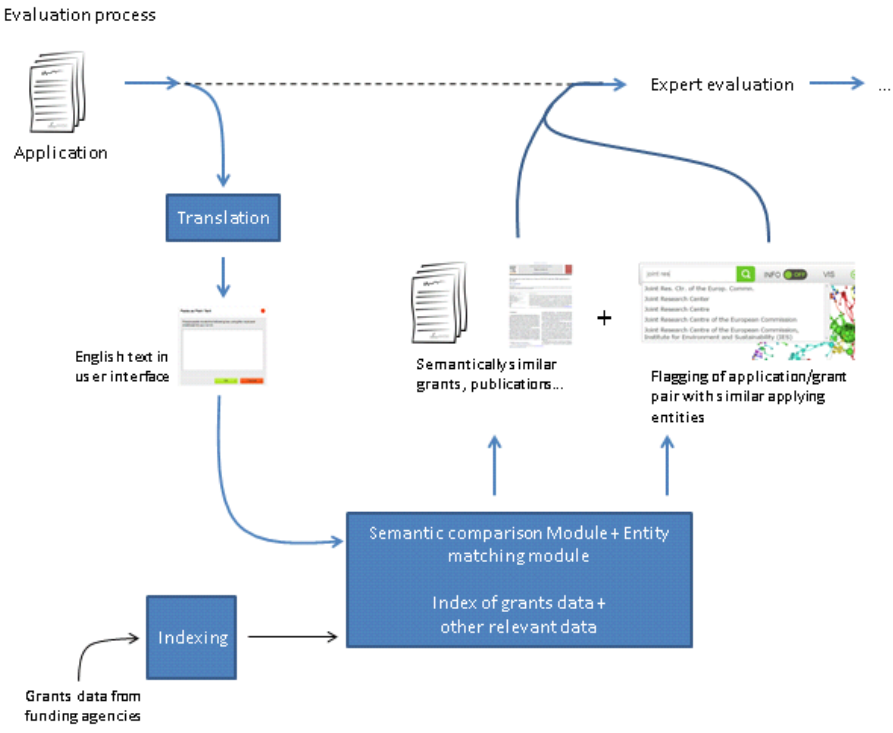 Evaluation process
Application
Expert evaluation
...
Translation
English text in
user interface
Semantically similar
grants, publications...
+
joint res
INFO
OFF
VIS
Joint Res. Ctr. of the Europ. Comm.
Joint Research Center
Joint Research Centre
Joint Research Centre of the European Commission
Joint Research Centre of the European Commission,
Institute for Environment and Sustainability (IES)
Flagging of application/grant
pair with similar applying
entities
Semantic comparison Module + Entity
matching module
Index of grants data +
other relevant data
Indexing
Grants data from
funding agencies